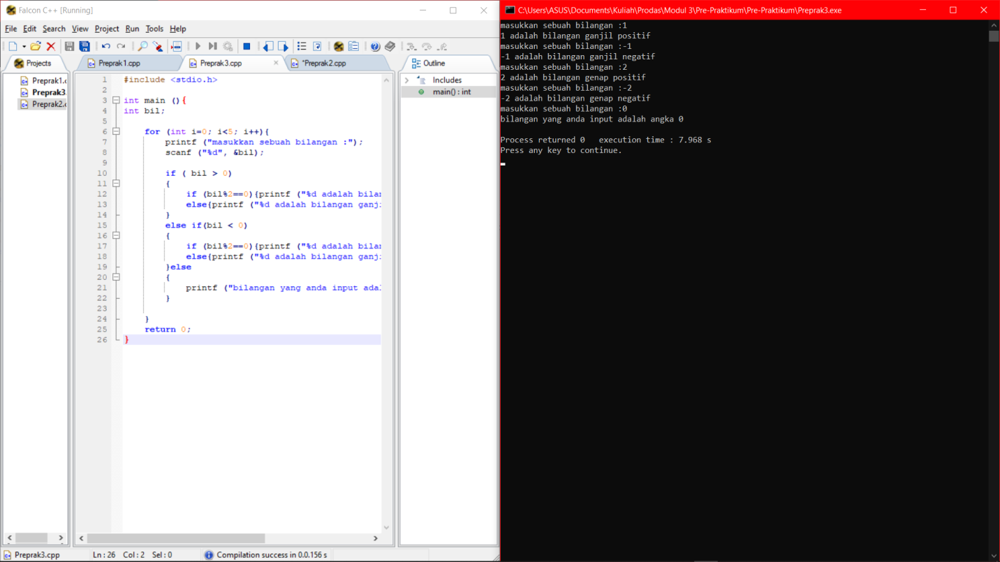 Falcon C++ [Running]
File Edit Search View Project Run Tools Help
Projects
Preprak1.cpp
Preprak3.cpp
*Preprak2.cpp
Outline
Preprak1.c
Preprak3.
Preprak2.c
Includes
main() : int
1 #include <stdio.h>
2
3 int main (){
4 int bil;
5
6 for (int i=0; i<5; i++){
7 printf ("masukkan sebuah bilangan :");
8 scanf ("%d", &bil);
9
10 if ( bil > 0)
11 {
12 if (bil%2==0){printf ("%d adalah bilan
13 else{printf ("%d adalah bilangan ganji
14 }
15 else if(bil < 0)
16 {
17 if (bil%2==0){printf ("%d adalah bilan
18 else{printf ("%d adalah bilangan ganji
19 }else
20 {
21 printf ("bilangan yang anda input adal
22 }
23
24 }
25 return 0;
26 }
Preprak3.cpp Ln : 26 Col : 2 Sel : 0 Compilation success in 0.0.156 s
C:\Users\ASUS\Documents\Kuliah\Prodas\Modul 3\Pre-Praktikum\Pre-Praktikum\Preprak3.exe
masukkan sebuah bilangan :1
1 adalah bilangan ganjil positif
masukkan sebuah bilangan :-1
-1 adalah bilangan ganjil negatif
masukkan sebuah bilangan :2
2 adalah bilangan genap positif
masukkan sebuah bilangan :-2
-2 adalah bilangan genap negatif
masukkan sebuah bilangan :0
bilangan yang anda input adalah angka 0
Process returned 0 execution time : 7.968 s
Press any key to continue.